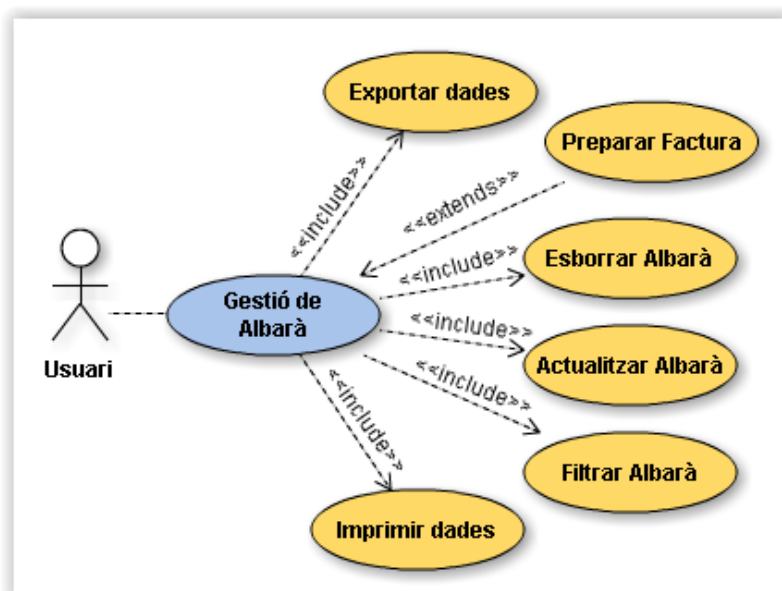 Exportar dades
Preparar Factura
<<include>>
<<extends>>
Esborrar Albarà
<<include>>
Gestió de
Albarà
<<include>>
Actualitzar Albarà
Usuari
<<include>>
<<include>>
Filtrar Albarà
Imprimir dades